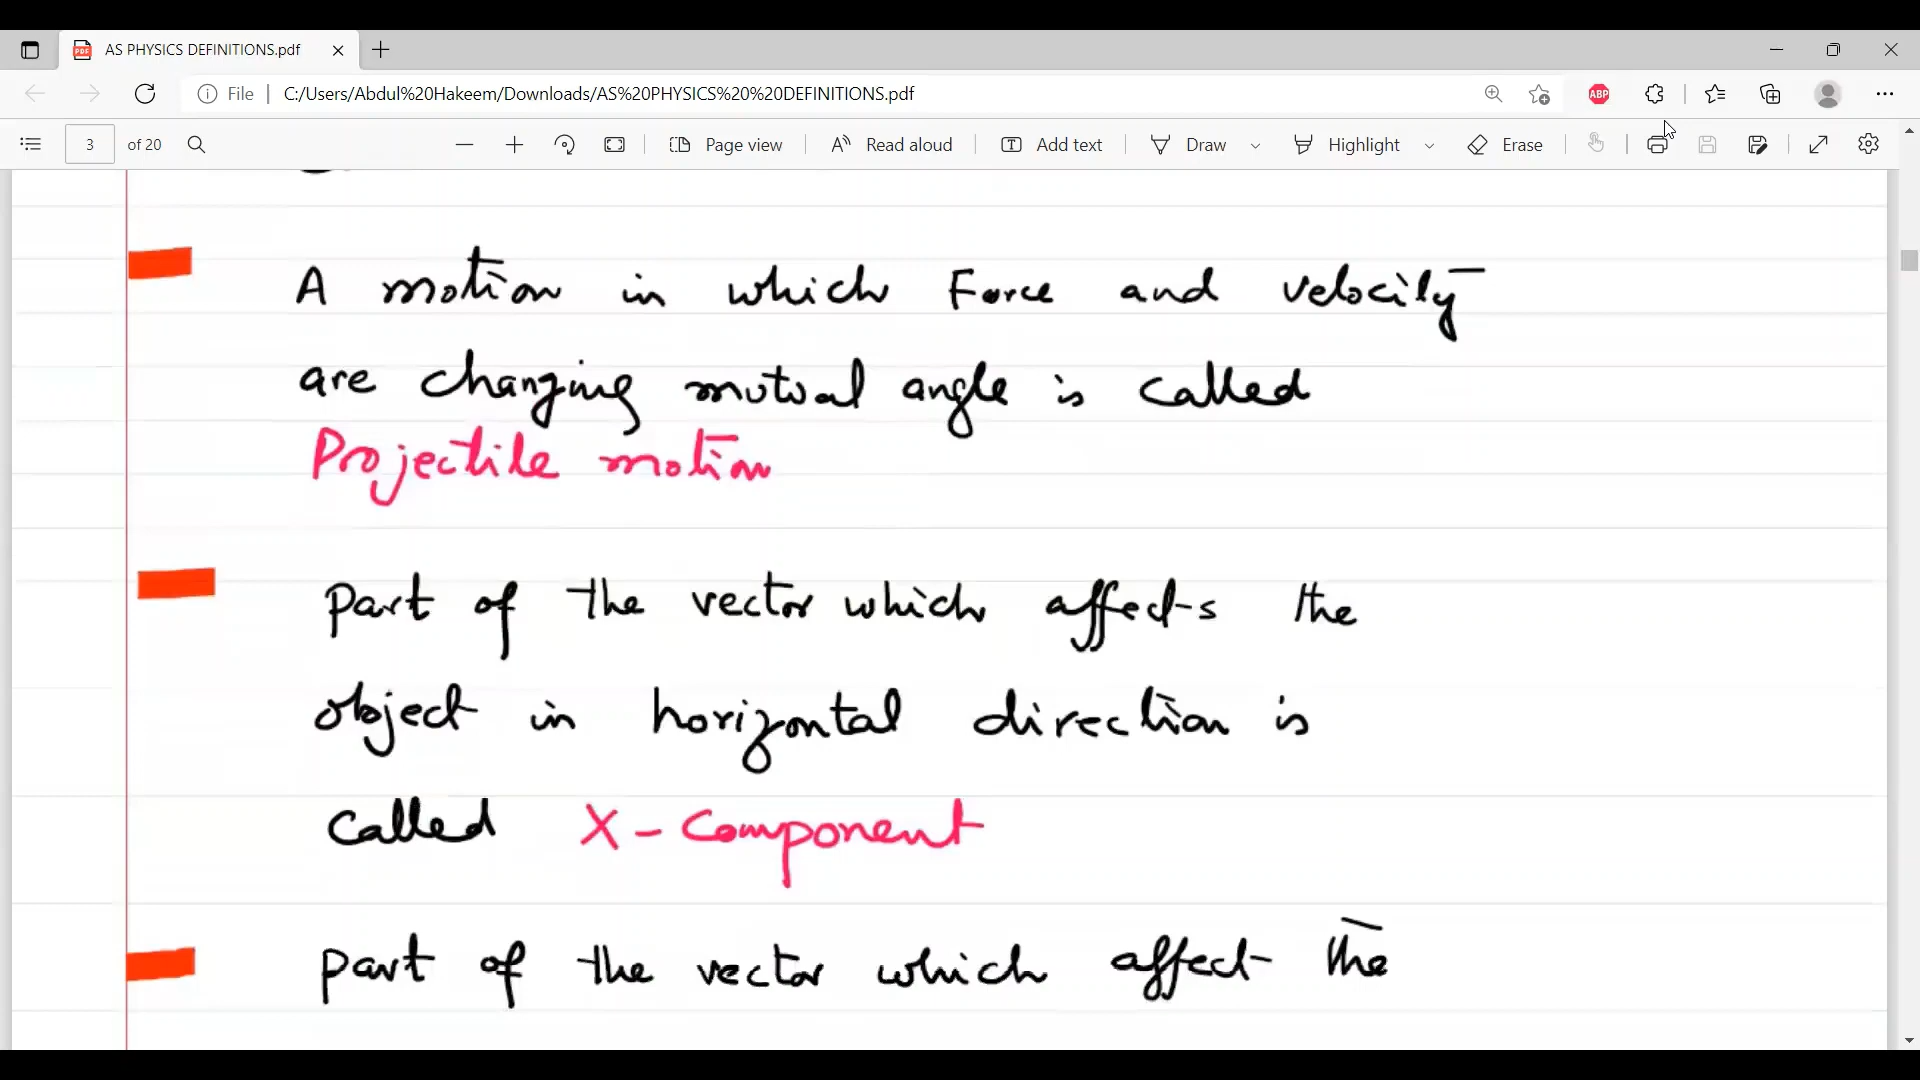 AS PHYSICS DEFINITIONS.pdf
File C:/Users/Abdul%20Hakeem/Downloads/AS%20PHYSICS%20%20DEFINITIONS.pdf
ABP
3 of 20 Page view Read aloud Add text Draw Highlight Erase
A motion in which Force and velocity
are changing mutual angle is called
Projectile motion
part of the vector which affects the
object in horizontal direction is
called X-Component
part of the vector which affect the